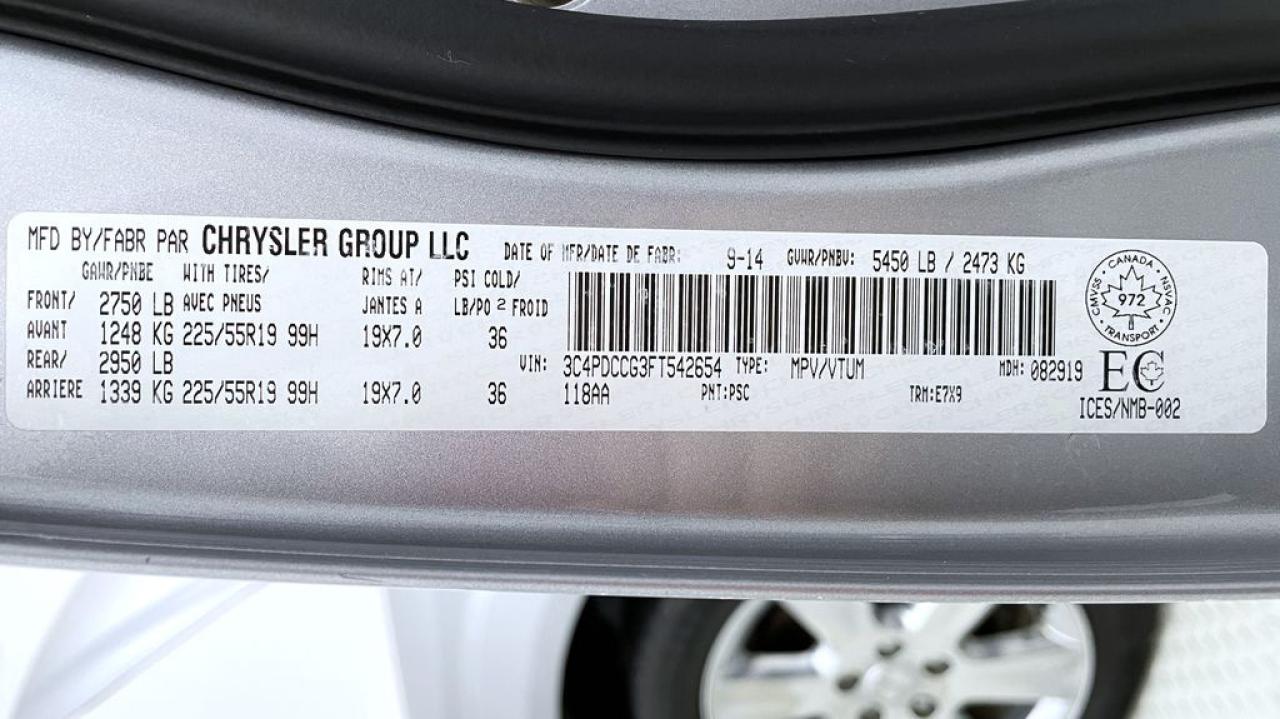 MFD BY/FABR PAR CHRYSLER GROUP LLC DATE OF MFR/DATE DE FABR: 9-14 GVWR/PNBV: 5450 LB / 2473 KG
GAWR/PNBE WITH TIRES/ RIMS AT/ PSI COLD/
FRONT/ 2750 LB AVEC PNEUS JANTES A LB/PO 2 FROID
AVANT 1248 KG 225/55R19 99H 19X7.0 36
REAR/ 2950 LB VIN: 3C4PDCCG3FT542654 TYPE: MPV/VTUM MDH: 082919
ARRIERE 1339 KG 225/55R19 99H 19X7.0 36 118AA PNT:PSC TRM:E7X9
CANADA
CMVSS 972 NSVAC
TRANSPORT
EC
ICES/NMB-002